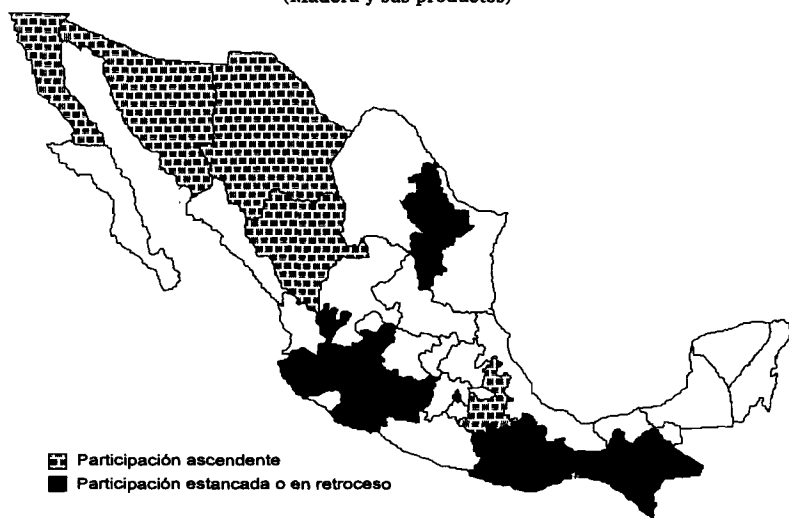 (Madera y sus productos)
Participación ascendente
Participación estancada o en retroceso